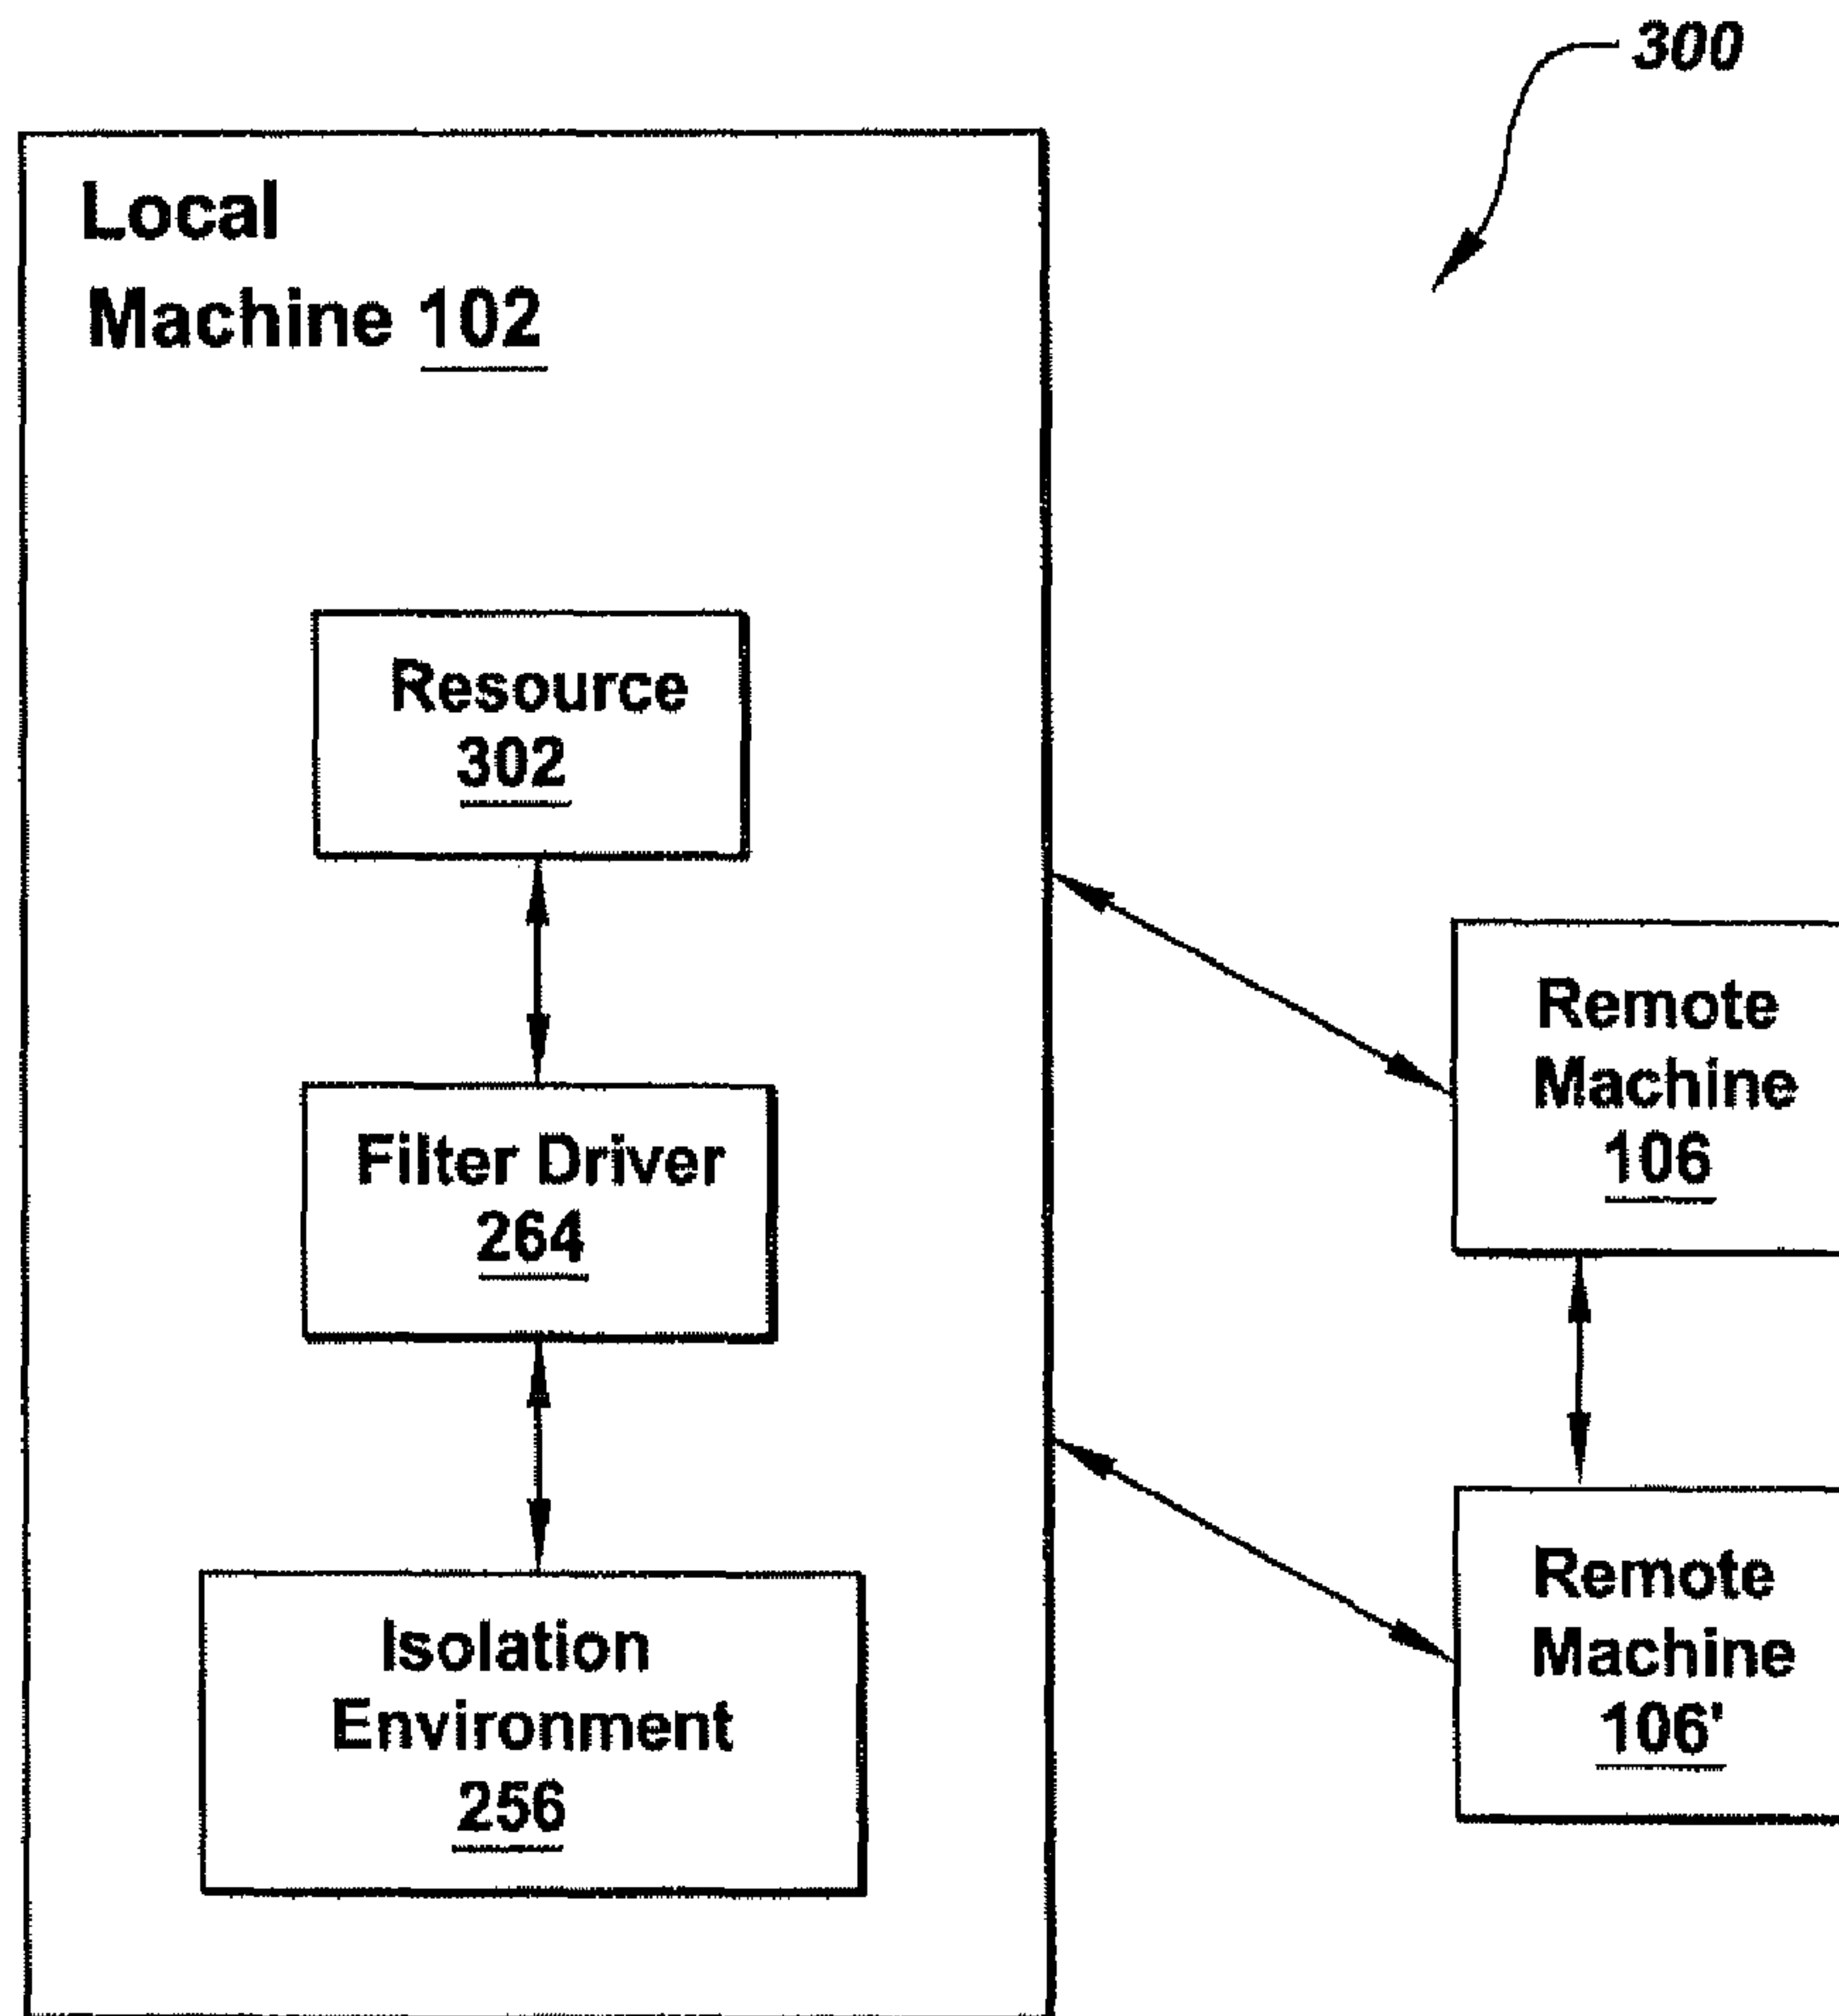 300
Local
Machine 102
Resource
302
Filter Driver
264
Isolation
Environment
256
Remote
Machine
106
Remote
Machine
106'